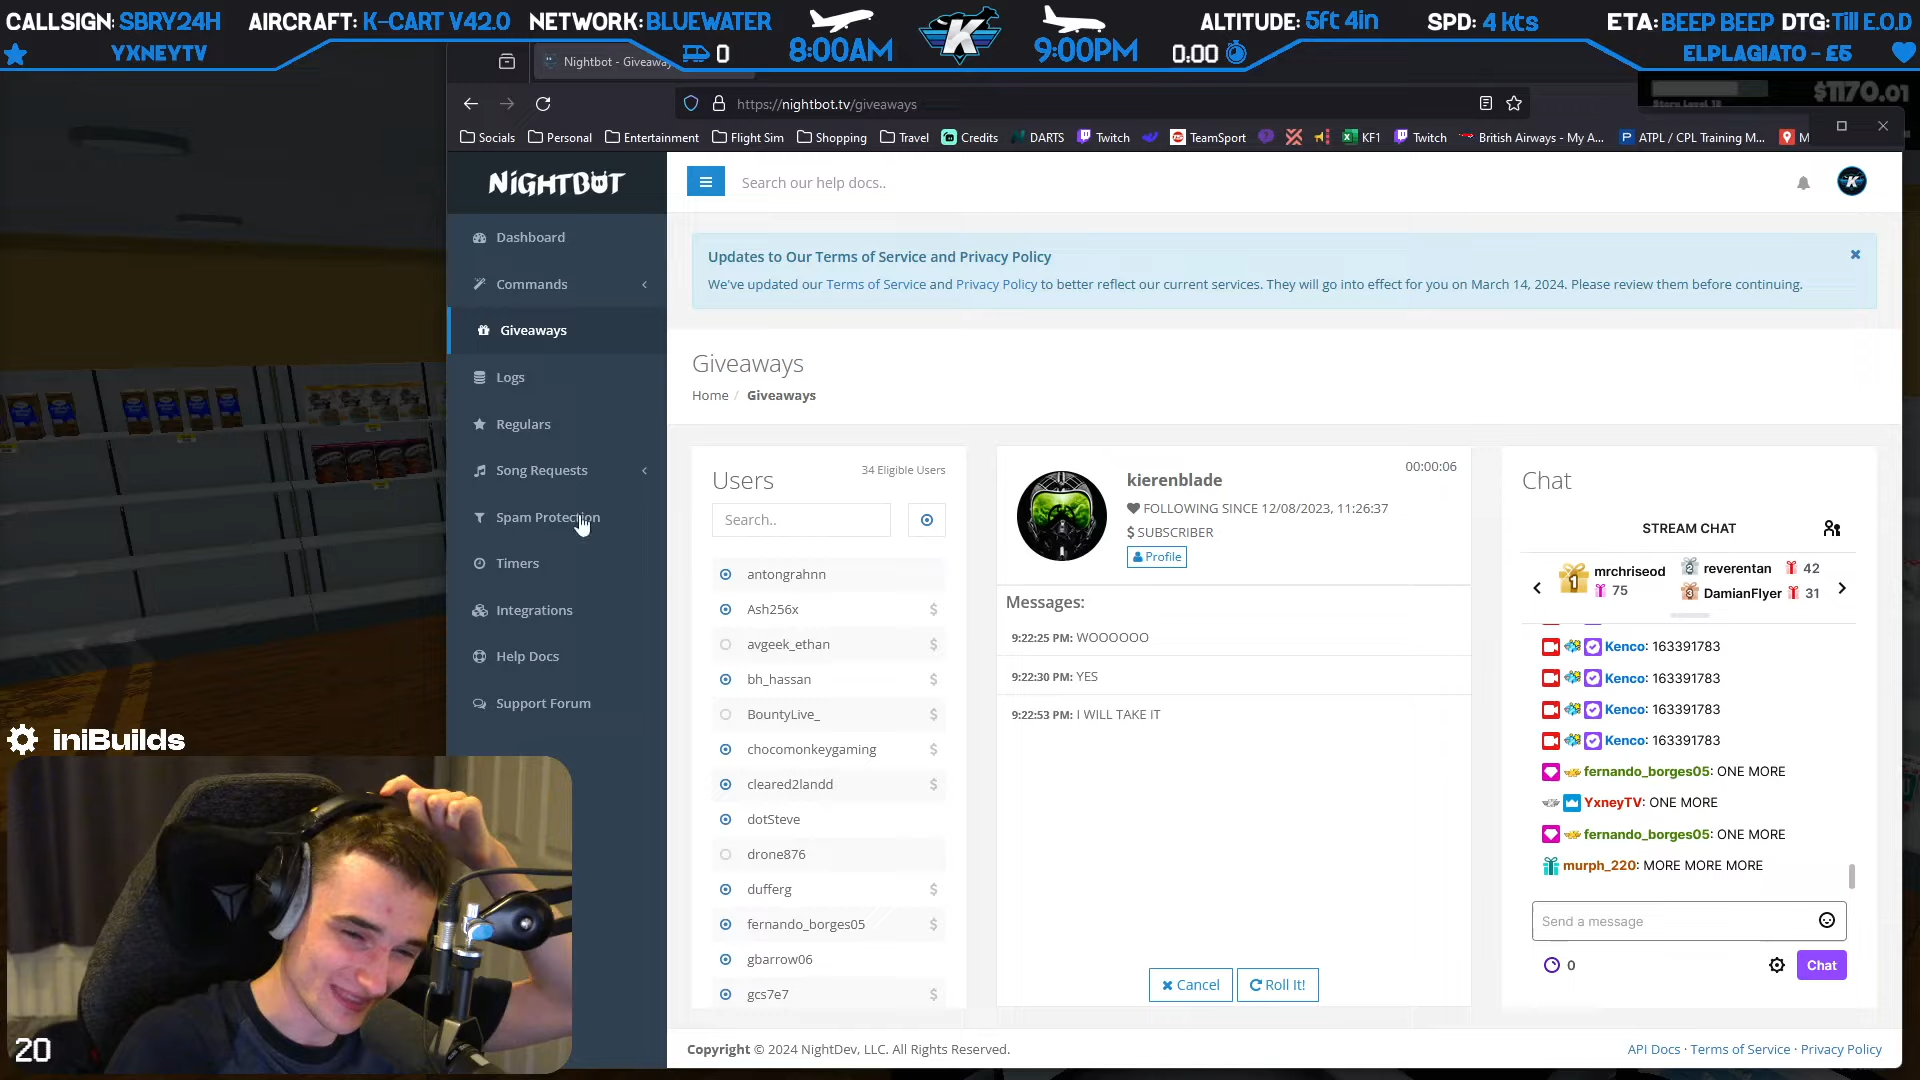 CALLSIGN: SBRY24H AIRCRAFT: K-CART V42.0 NETWORK: BLUEWATER ALTITUDE: 5ft 4in SPD: 4 kts ETA: BEEP BEEP DTG: Till E.O.D
YXNEYTV 0 8:00AM K 9:00PM 0.00 ELPLAGIATO - £5
Nightbot - Giveaway
$1170.01
https://nightbot.tv/giveaways
Socials Personal Entertainment Flight Sim Shopping Travel Credits DARTS Twitch TeamSport KF1 Twitch British Airways - My A... ATPL / CPL Training M... M
NIGHTBOT
Search our help docs..
Dashboard
Commands
Giveaways
Logs
Regulars
Song Requests
Spam Protection
Timers
Integrations
Help Docs
Support Forum
Updates to Our Terms of Service and Privacy Policy
We've updated our Terms of Service and Privacy Policy to better reflect our current services. They will go into effect for you on March 14, 2024. Please review them before continuing.
Giveaways
Home / Giveaways
Users
34 Eligible Users
Search..
antongrahnn
Ash256x $
avgeek_ethan $
bh_hassan $
BountyLive_ $
chocomonkeygaming $
cleared2landd $
dotSteve
drone876
dufferg $
fernando_borges05 $
gbarrow06
gcs7e7 $
00:00:06
kierenblade
FOLLOWING SINCE 12/08/2023, 11:26:37
$ SUBSCRIBER
Profile
Messages:
9:22:25 PM: WOOOOOO
9:22:30 PM: YES
9:22:53 PM: I WILL TAKE IT
Cancel
Roll It!
Chat
STREAM CHAT
1 mrchriseod 75
2 reverentan 42
3 DamianFlyer 31
Kenco: 163391783
Kenco: 163391783
Kenco: 163391783
Kenco: 163391783
fernando_borges05: ONE MORE
YxneyTV: ONE MORE
fernando_borges05: ONE MORE
murph_220: MORE MORE MORE
Send a message
0
Chat
Copyright © 2024 NightDev, LLC. All Rights Reserved.
API Docs · Terms of Service · Privacy Policy
iniBuilds
20